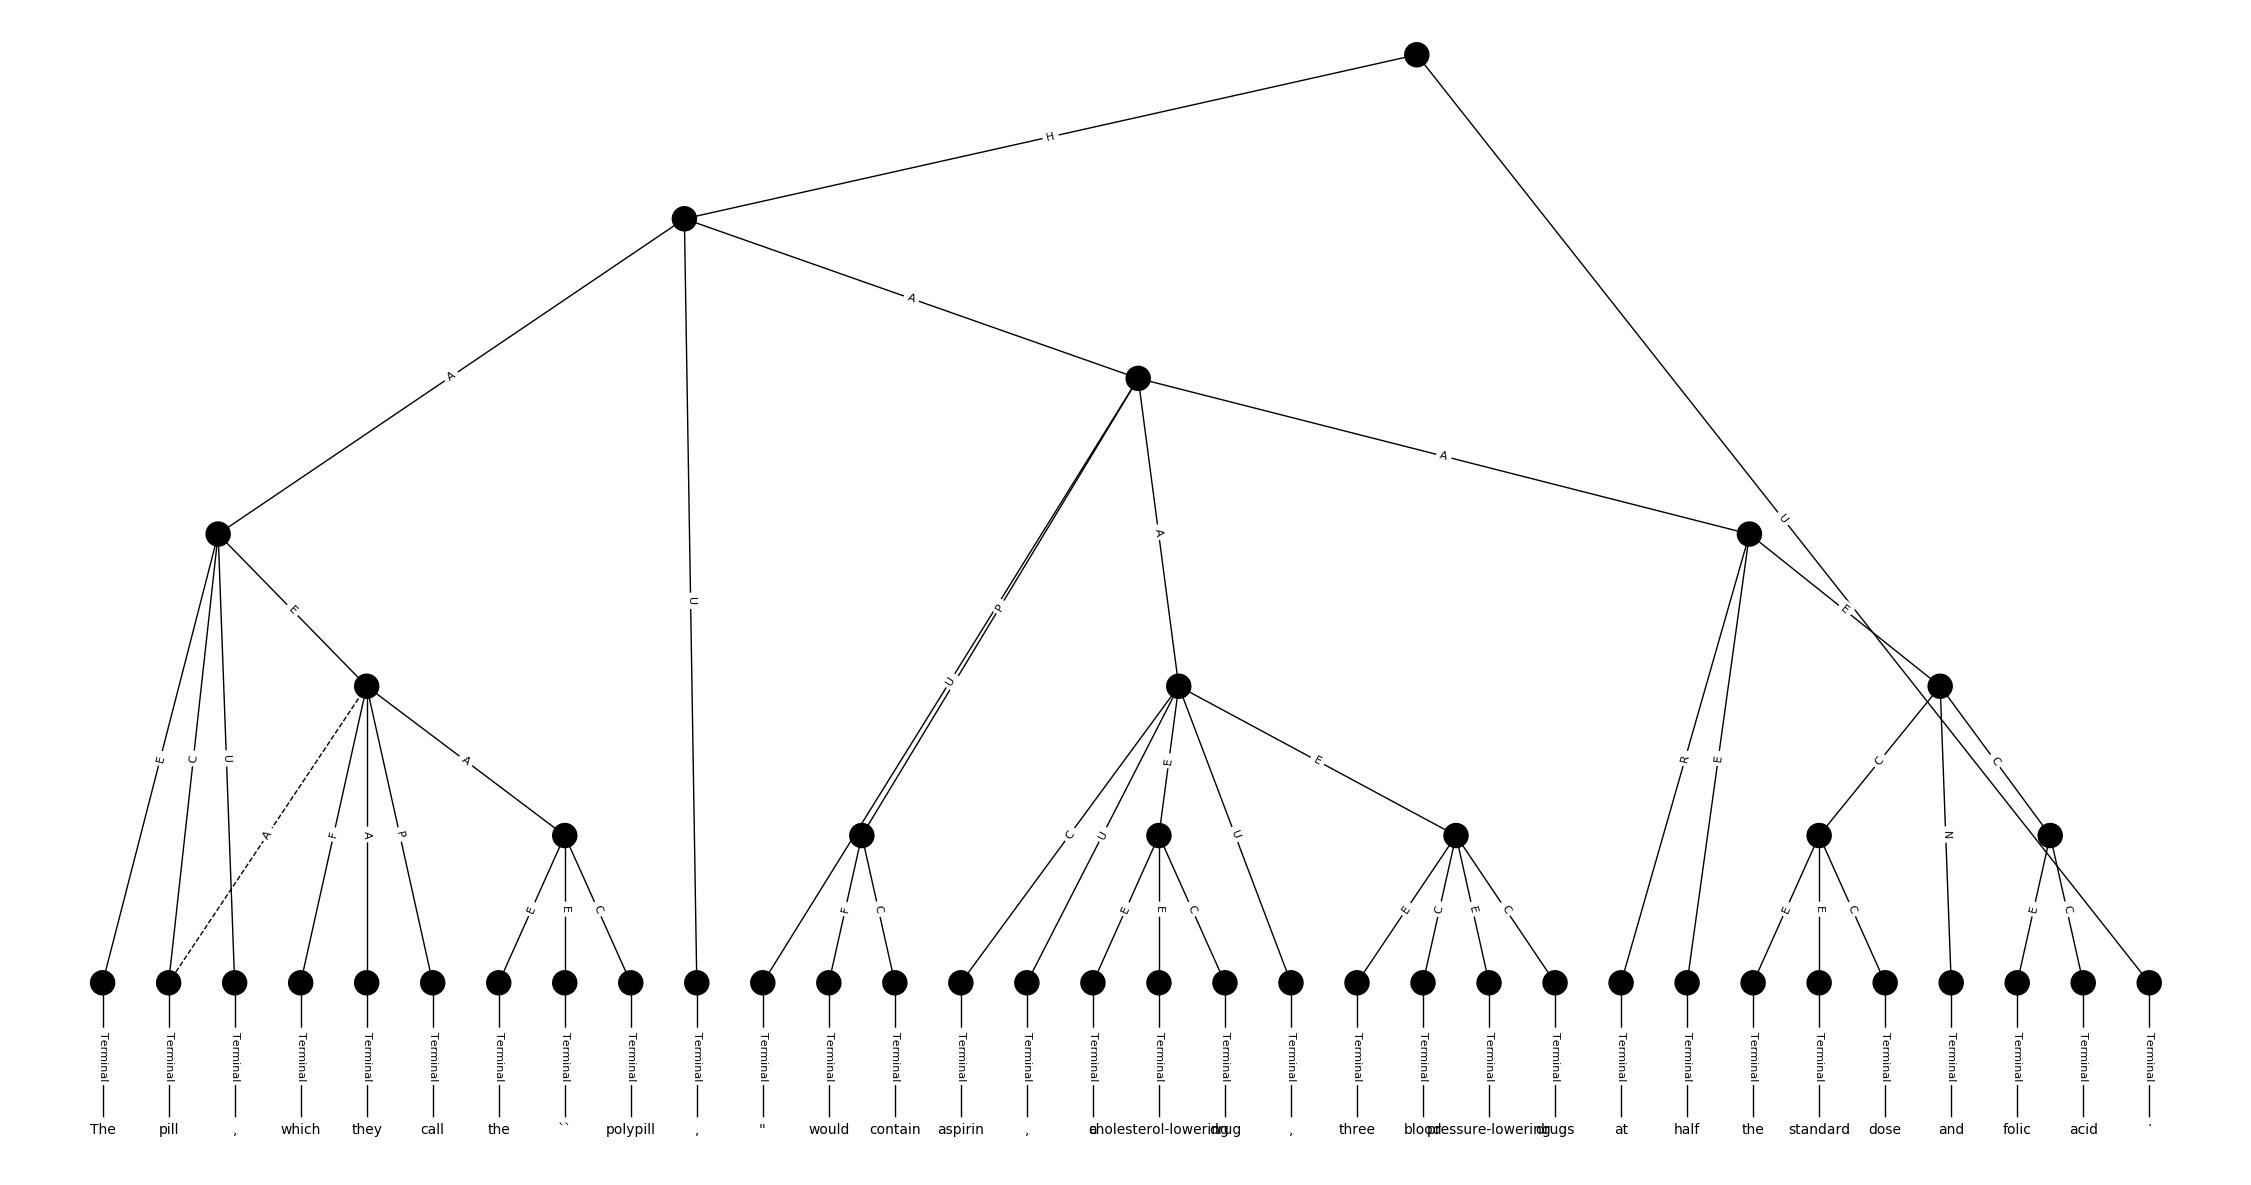 H
A
A
U
A
U
E
A
E
P
U
E
C
U
A
E
R
E
C
C
A
F
A
P
C
U
U
N
E
E
C
F
C
E
E
C
E
C
E
C
E
E
C
E
C
Terminal Terminal Terminal Terminal Terminal Terminal Terminal Terminal Terminal Terminal Terminal Terminal Terminal Terminal Terminal Terminal Terminal Terminal Terminal Terminal Terminal Terminal Terminal Terminal Terminal Terminal Terminal Terminal Terminal Terminal Terminal Terminal
The pill , which they call the `` polypill , " would contain aspirin , a cholesterol-lowering drug , three blood pressure-lowering drugs at half the standard dose and folic acid .